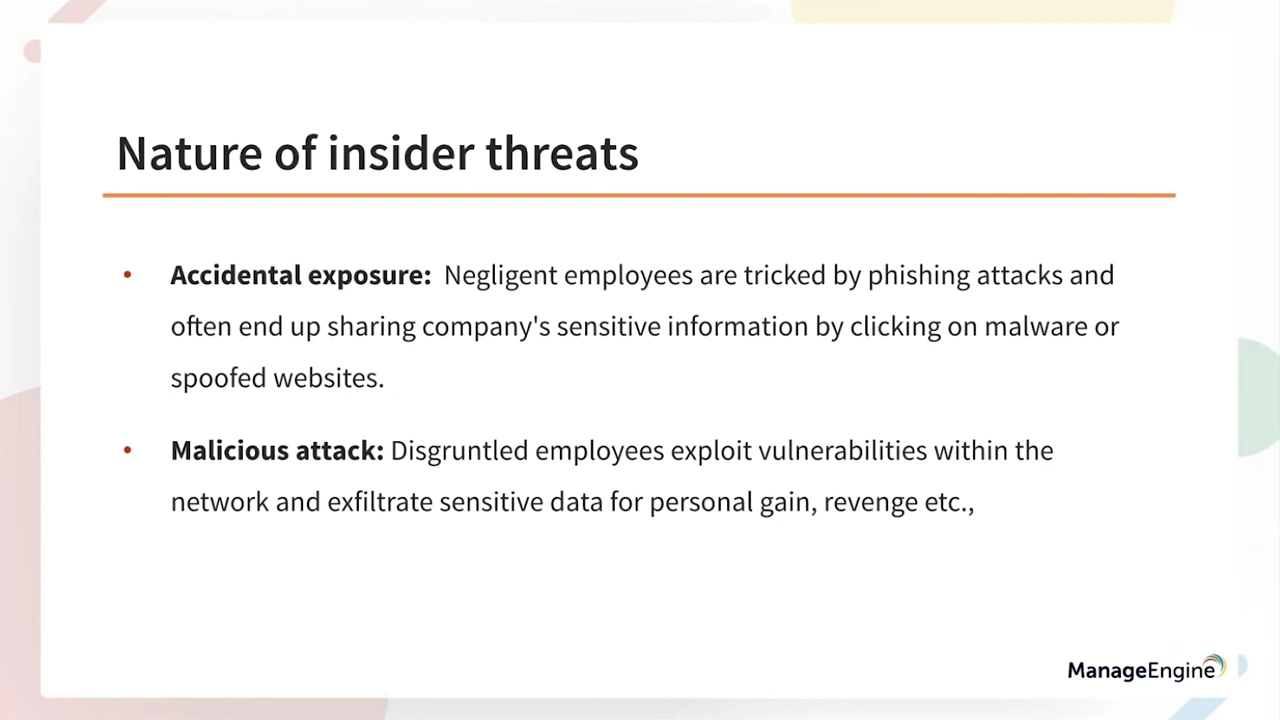 Nature of insider threats
• Accidental exposure: Negligent employees are tricked by phishing attacks and
often end up sharing company's sensitive information by clicking on malware or
spoofed websites.
• Malicious attack: Disgruntled employees exploit vulnerabilities within the
network and exfiltrate sensitive data for personal gain, revenge etc.,
ManageEngine